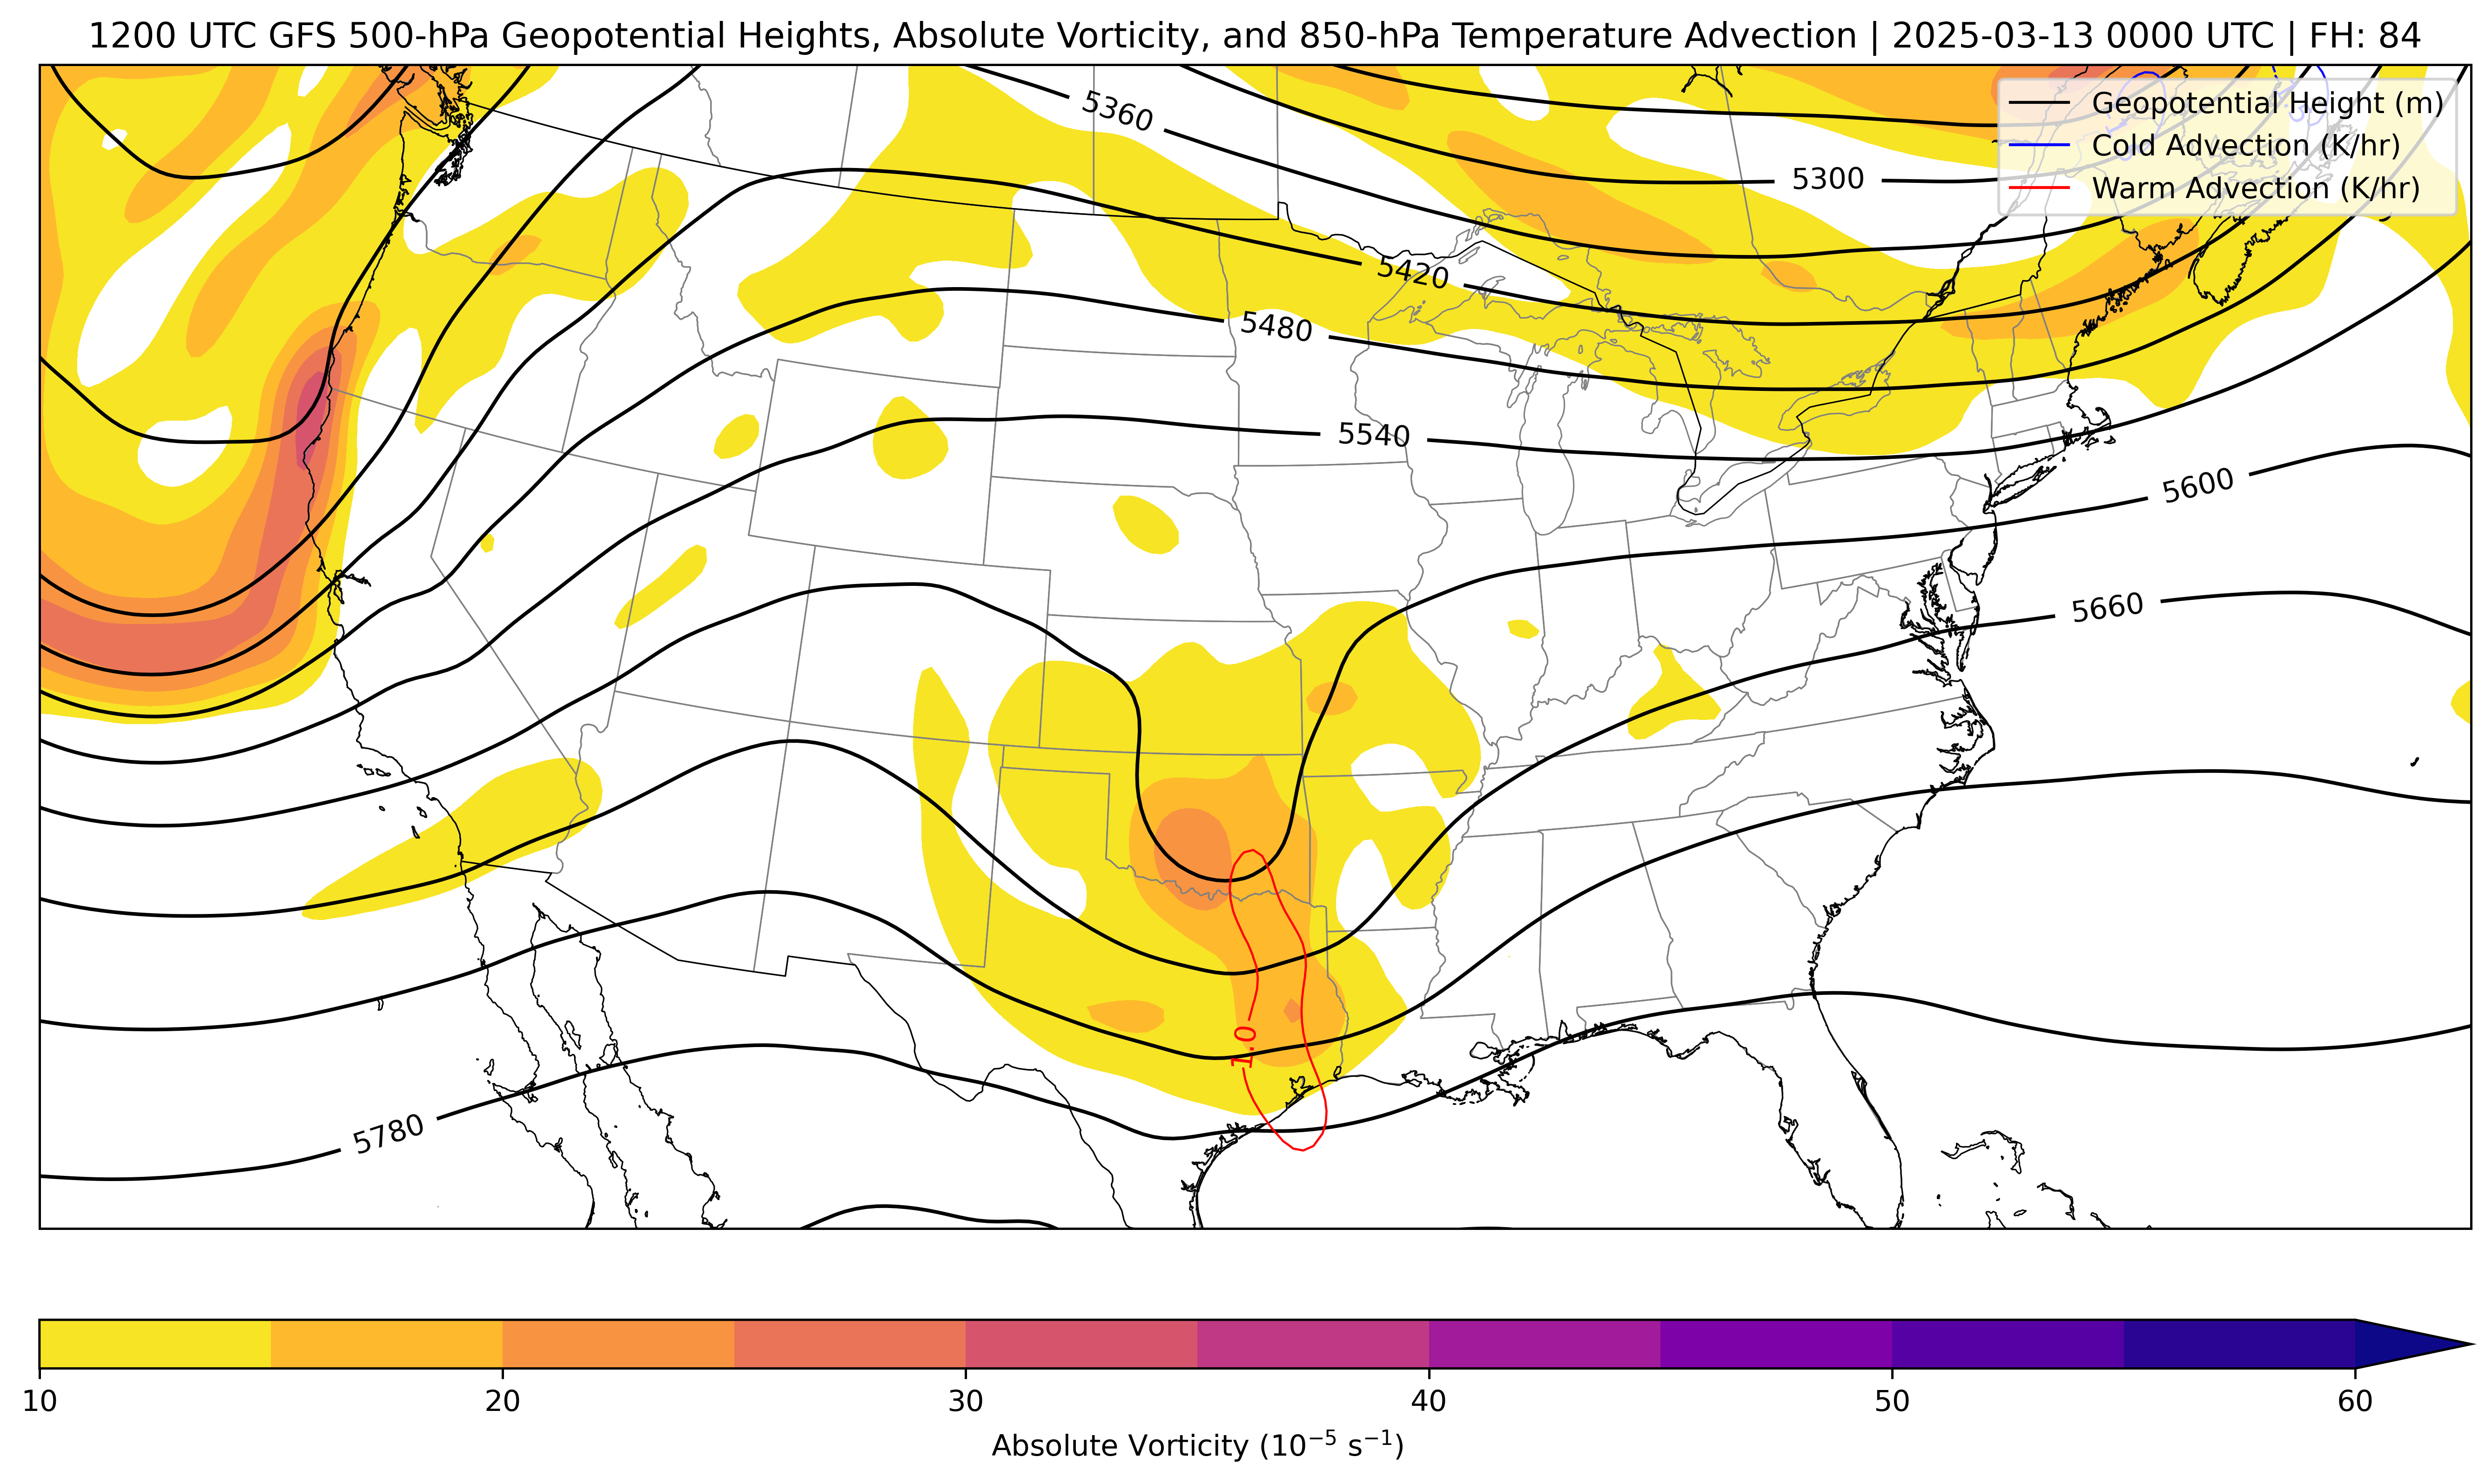 1200 UTC GFS 500-hPa Geopotential Heights, Absolute Vorticity, and 850-hPa Temperature Advection | 2025-03-13 0000 UTC | FH: 84
Geopotential Height (m)
Cold Advection (K/hr)
Warm Advection (K/hr)
5360
5300
5420
5480
5540
5600
5660
1.0
5780
10 20 30 40 50 60
Absolute Vorticity (10⁻⁵ s⁻¹)